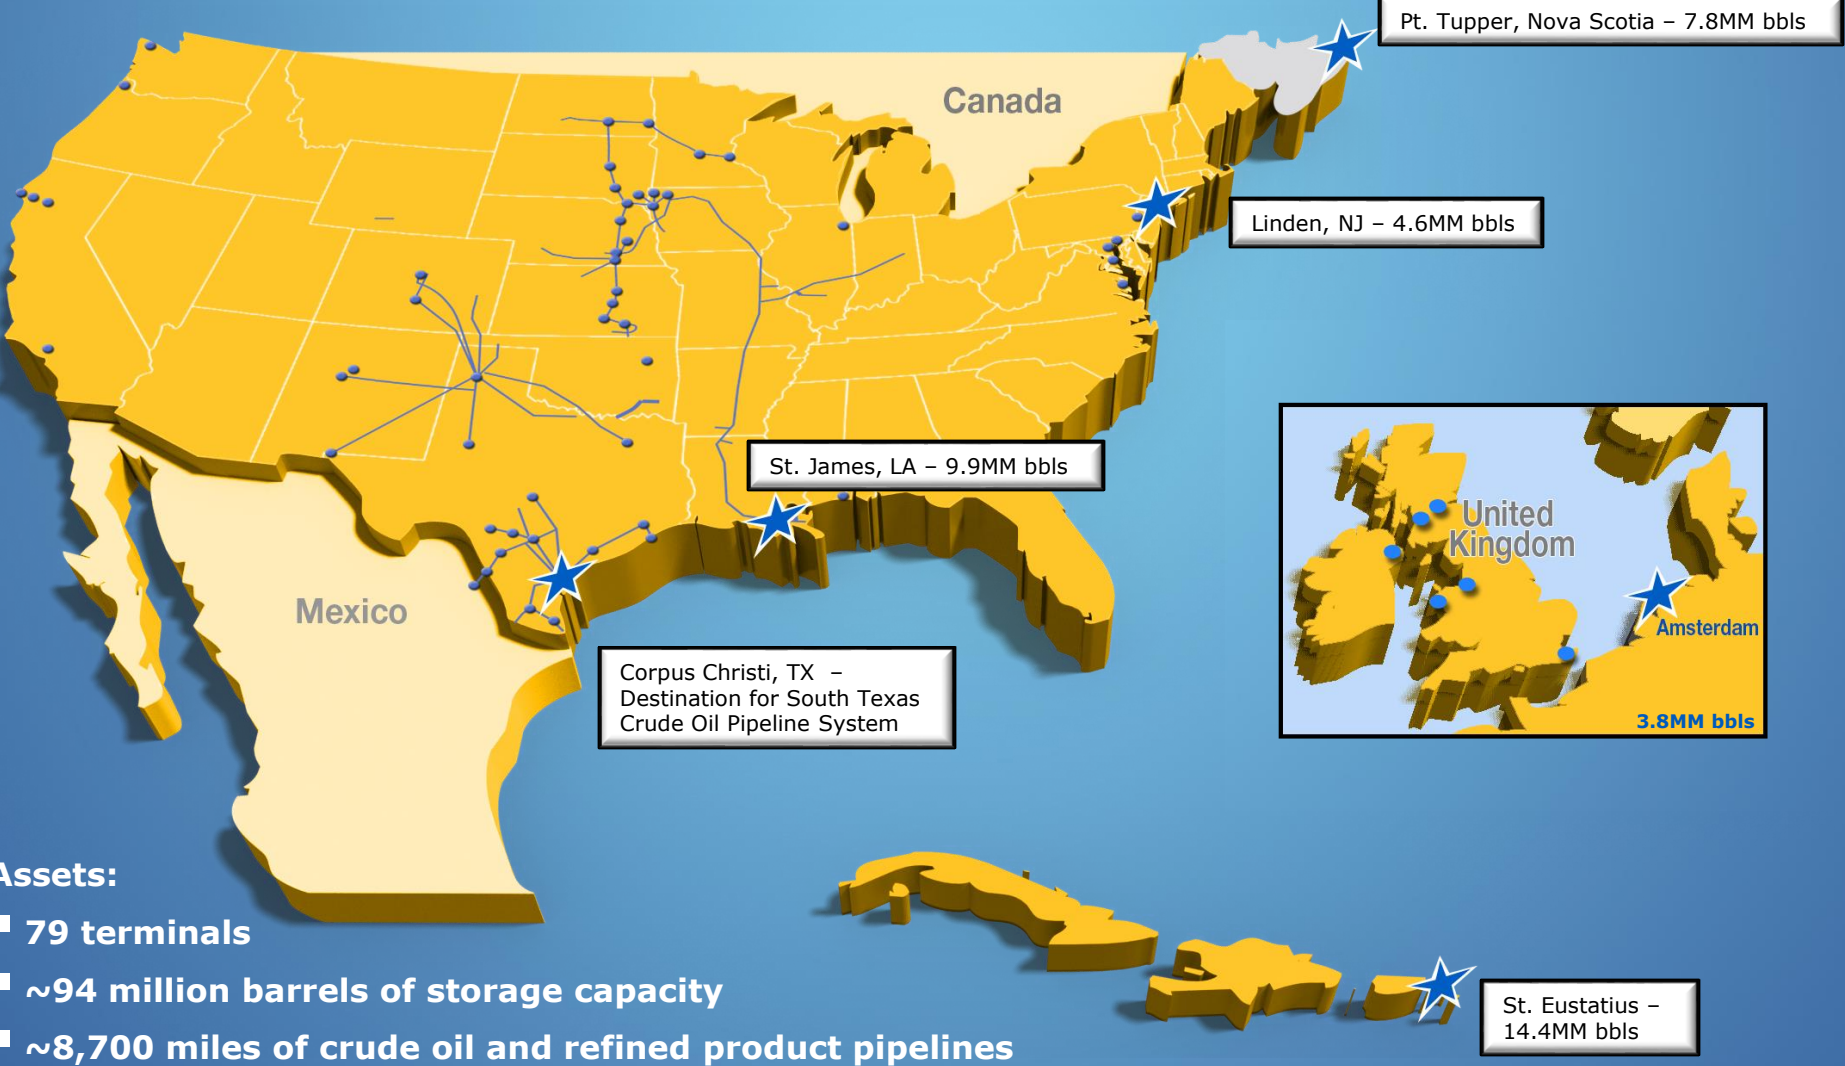 Pt. Tupper, Nova Scotia – 7.8MM bbls
Canada
Linden, NJ – 4.6MM bbls
St. James, LA – 9.9MM bbls
United
Kingdom
Amsterdam
3.8MM bbls
Mexico
Corpus Christi, TX –
Destination for South Texas
Crude Oil Pipeline System
Assets:
79 terminals
~94 million barrels of storage capacity
~8,700 miles of crude oil and refined product pipelines
St. Eustatius –
14.4MM bbls